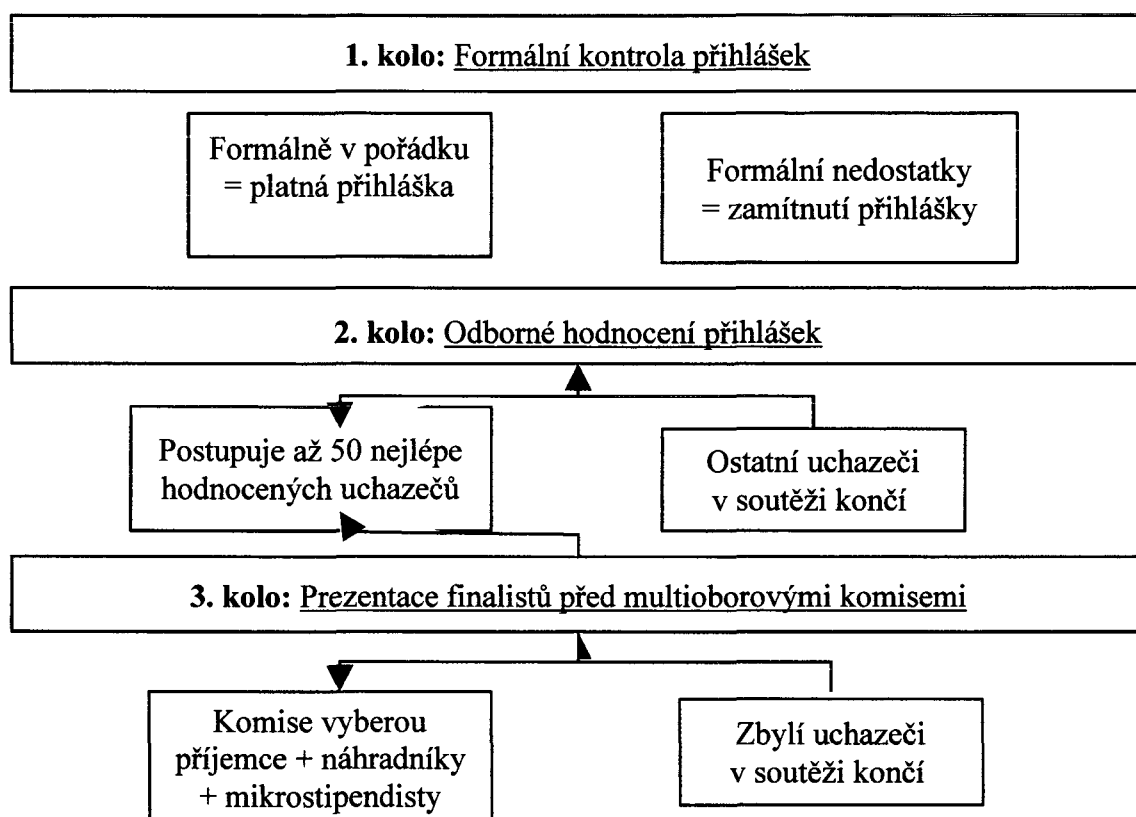 1. kolo: Formální kontrola přihlášek
Formálně v pořádku
= platná přihláška
Formální nedostatky
= zamítnutí přihlášky
2. kolo: Odborné hodnocení přihlášek
Postupuje až 50 nejlépe
hodnocených uchazečů
Ostatní uchazeči
v soutěži končí
3. kolo: Prezentace finalistů před multioborovými komisemi
Komise vyberou
příjemce + náhradníky
+ mikrostipendisty
Zbylí uchazeči
v soutěži končí